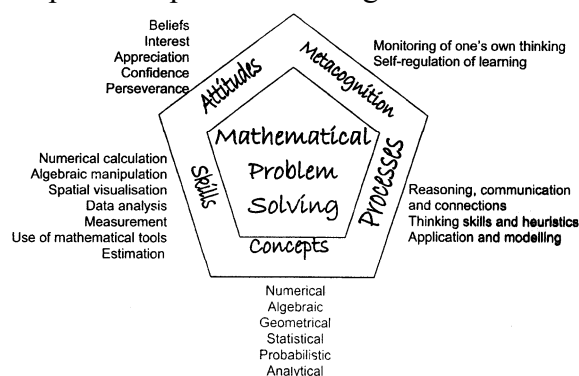 Beliefs
Interest
Appreciation
Confidence
Perseverance
Attitudes
Metacognition
Monitoring of one's own thinking
Self-regulation of learning
Mathematical
Problem
Solving
Skills
Numerical calculation
Algebraic manipulation
Spatial visualisation
Data analysis
Measurement
Use of mathematical tools
Estimation
Processes
Reasoning, communication
and connections
Thinking skills and heuristics
Application and modelling
Concepts
Numerical
Algebraic
Geometrical
Statistical
Probabilistic
Analytical